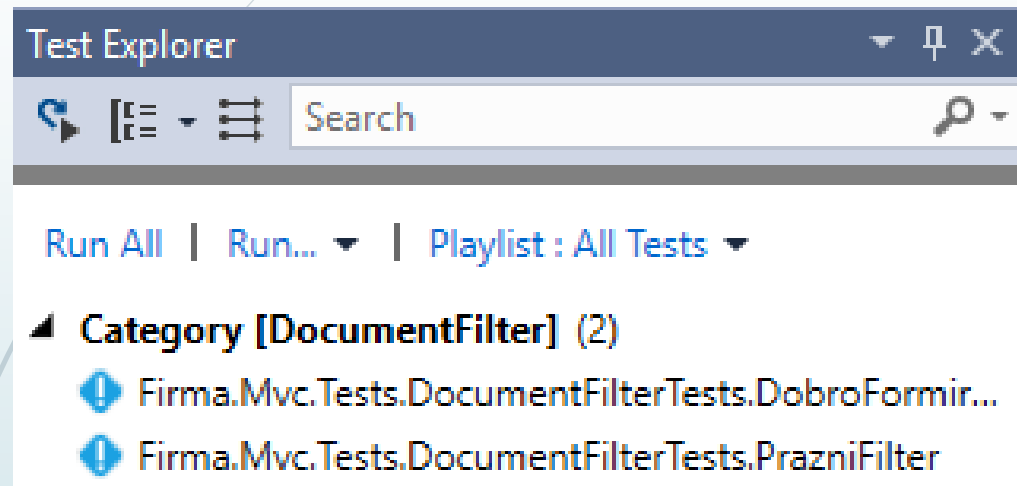 Test Explorer
Search
Run All | Run... | Playlist : All Tests
Category [DocumentFilter] (2)
Firma.Mvc.Tests.DocumentFilterTests.DobroFormir...
Firma.Mvc.Tests.DocumentFilterTests.PrazniFilter